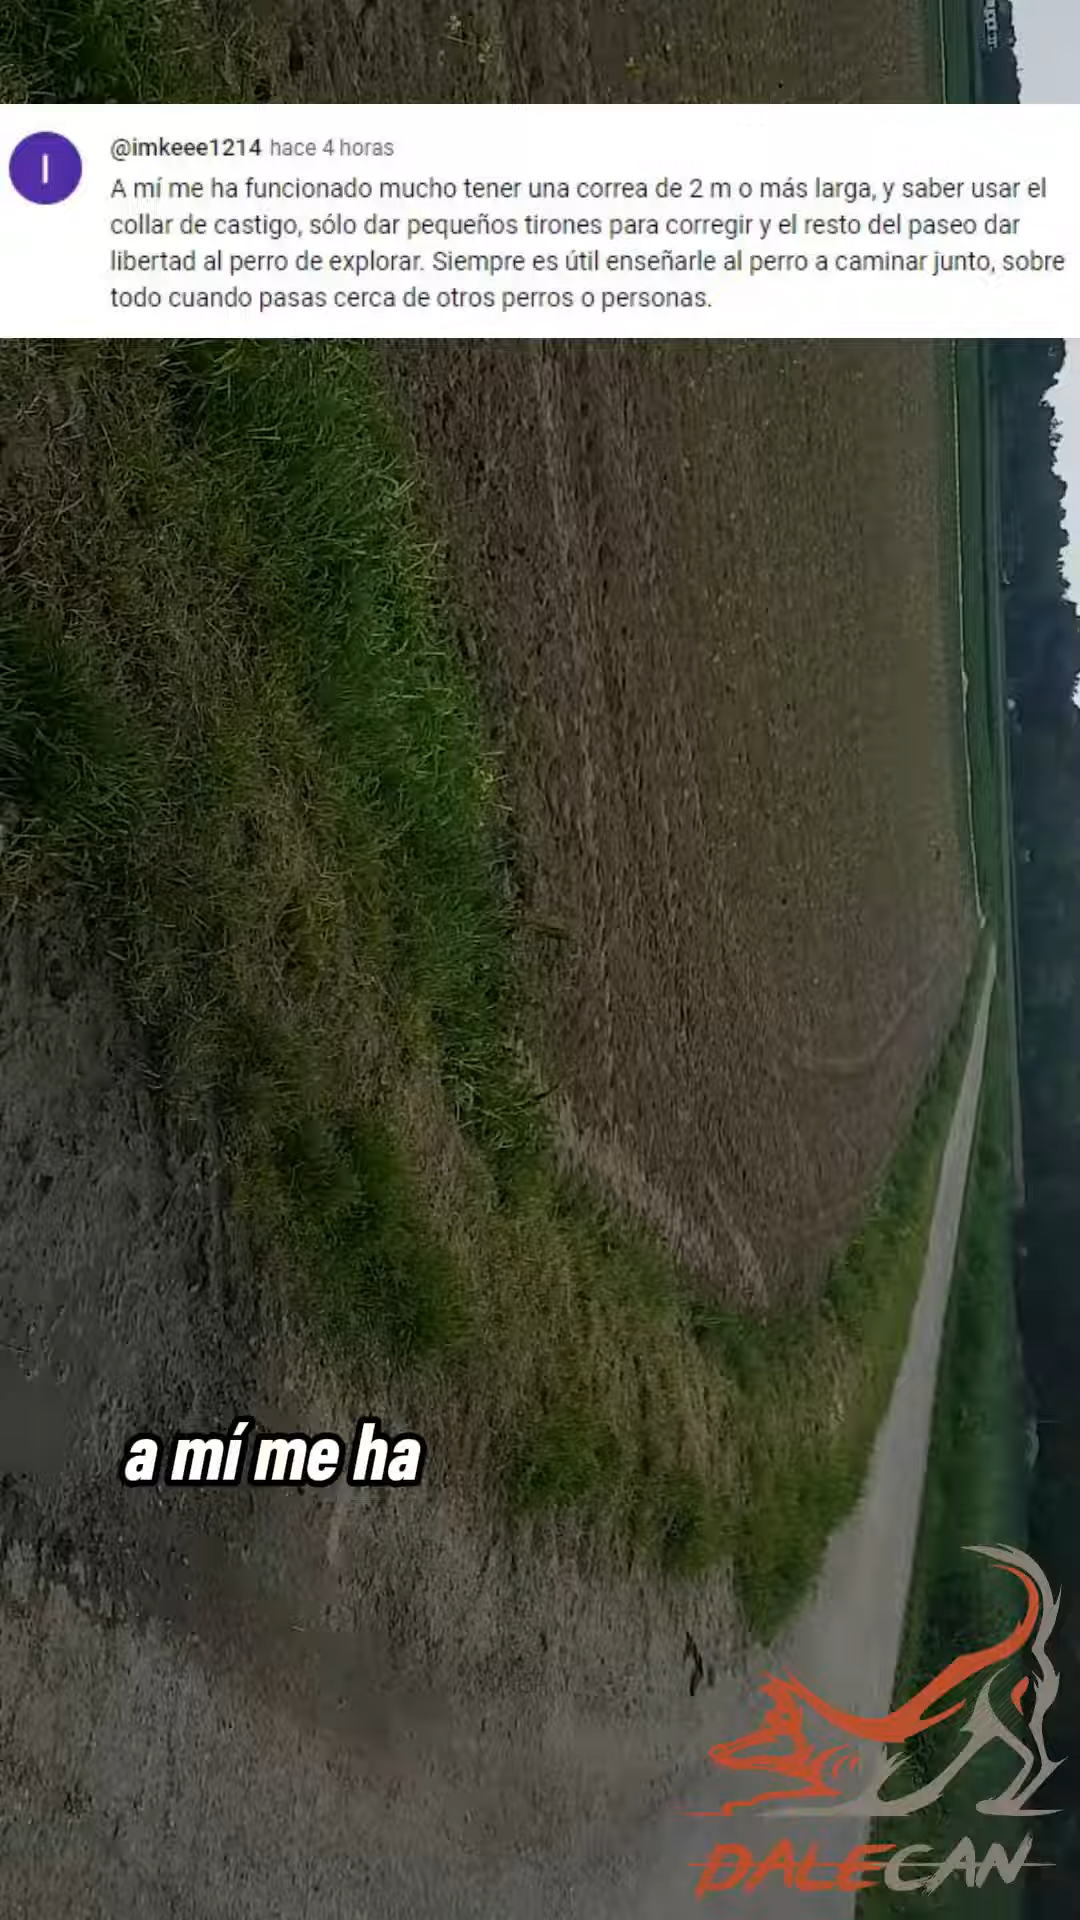 I
@imkeee1214 hace 4 horas
A mí me ha funcionado mucho tener una correa de 2 m o más larga, y saber usar el
collar de castigo, sólo dar pequeños tirones para corregir y el resto del paseo dar
libertad al perro de explorar. Siempre es útil enseñarle al perro a caminar junto, sobre
todo cuando pasas cerca de otros perros o personas.
a mí me ha
DALECAN